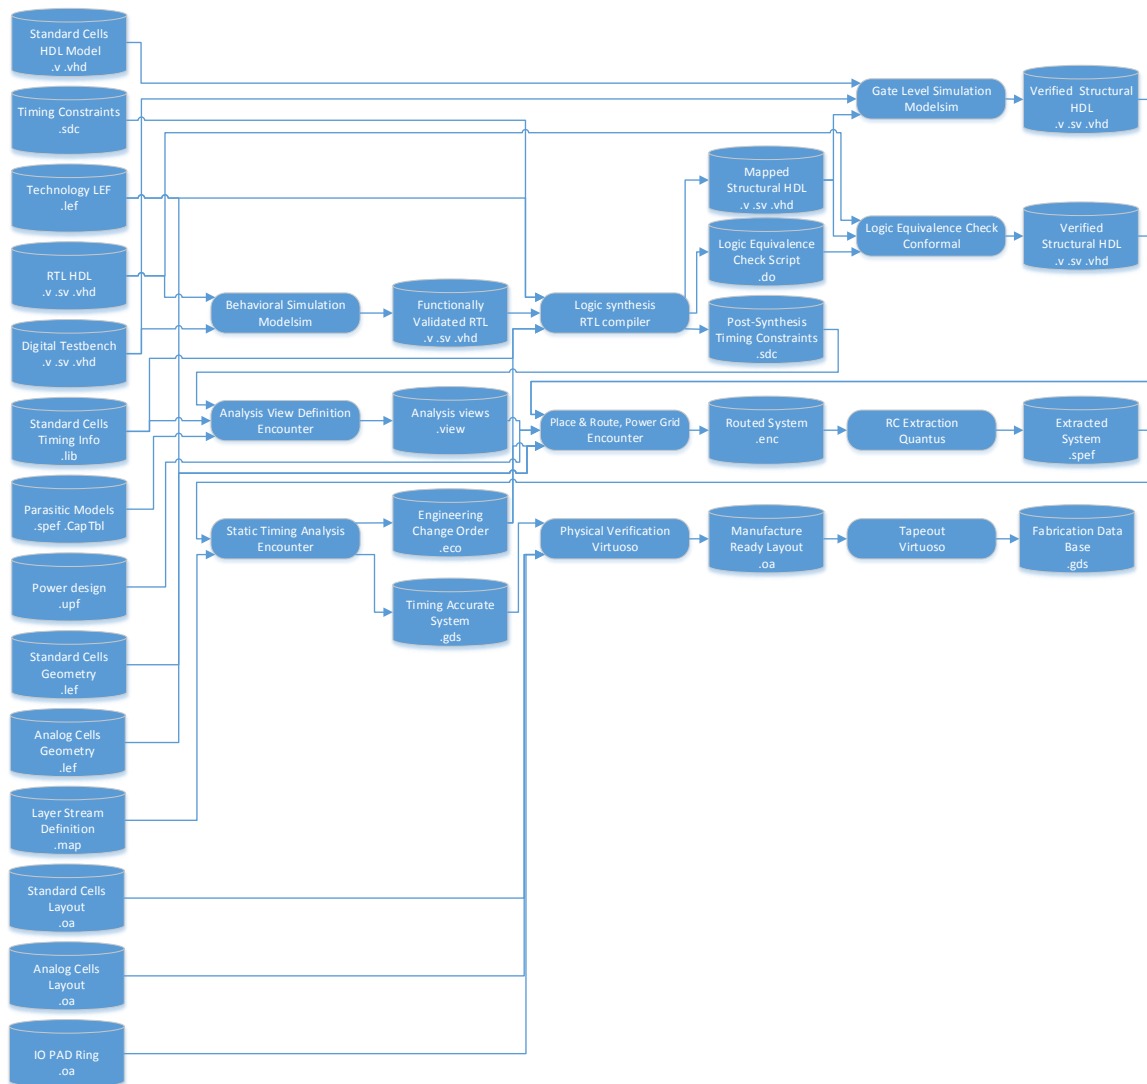 Standard Cells
HDL Model
.v .vhd
Timing Constraints
.sdc
Technology LEF
.lef
RTL HDL
.v .sv .vhd
Digital Testbench
.v .sv .vhd
Standard Cells
Timing Info
.lib
Parasitic Models
.spef .CapTbl
Power design
.upf
Standard Cells
Geometry
.lef
Analog Cells
Geometry
.lef
Layer Stream
Definition
.map
Standard Cells
Layout
.oa
Analog Cells
Layout
.oa
IO PAD Ring
.oa
Gate Level Simulation
Modelsim
Verified Structural
HDL
.v .sv .vhd
Mapped
Structural HDL
.v .sv .vhd
Logic Equivalence Check
Conformal
Verified
Structural HDL
.v .sv .vhd
Logic Equivalence
Check Script
.do
Behavioral Simulation
Modelsim
Functionally
Validated RTL
.v .sv .vhd
Logic synthesis
RTL compiler
Post-Synthesis
Timing Constraints
.sdc
Analysis View Definition
Encounter
Analysis views
.view
Place & Route, Power Grid
Encounter
Routed System
.enc
RC Extraction
Quantus
Extracted
System
.spef
Static Timing Analysis
Encounter
Engineering
Change Order
.eco
Physical Verification
Virtuoso
Manufacture
Ready Layout
.oa
Tapeout
Virtuoso
Fabrication Data
Base
.gds
Timing Accurate
System
.gds